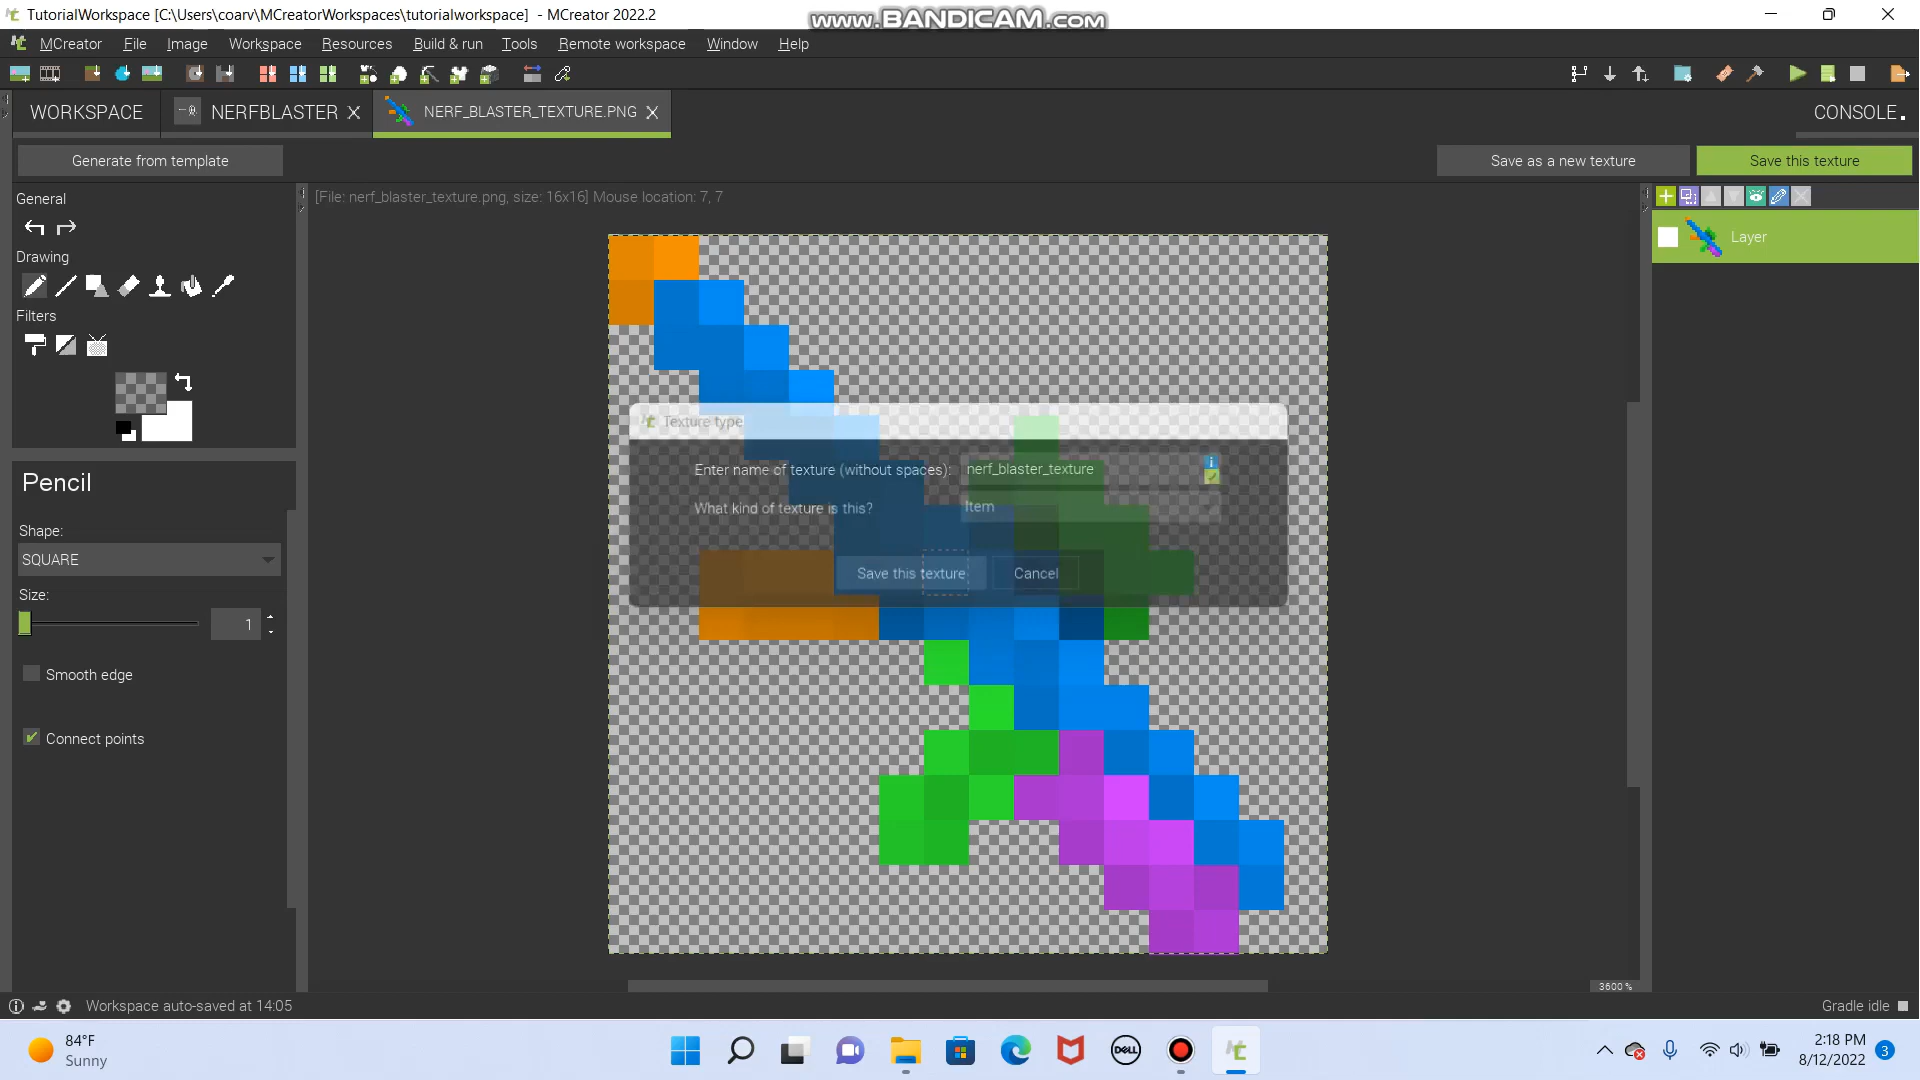 TutorialWorkspace [C:\Users\coarv\MCreatorWorkspaces\tutorialworkspace] - MCreator 2022.2
www.BANDICAM.com
MCreator File Image Workspace Resources Build & run Tools Remote workspace Window Help
WORKSPACE NERFBLASTER NERF_BLASTER_TEXTURE.PNG CONSOLE
Generate from template Save as a new texture Save this texture
General
[File: nerf_blaster_texture.png, size: 16x16] Mouse location: 7, 7
Layer
Drawing
Filters
Texture type
Enter name of texture (without spaces): nerf_blaster_texture
What kind of texture is this? Item
Save this texture Cancel
Pencil
Shape:
SQUARE
Size:
1
Smooth edge
Connect points
3600 %
Workspace auto-saved at 14:05 Gradle idle
84°F
Sunny
DELL
2:18 PM
8/12/2022
3